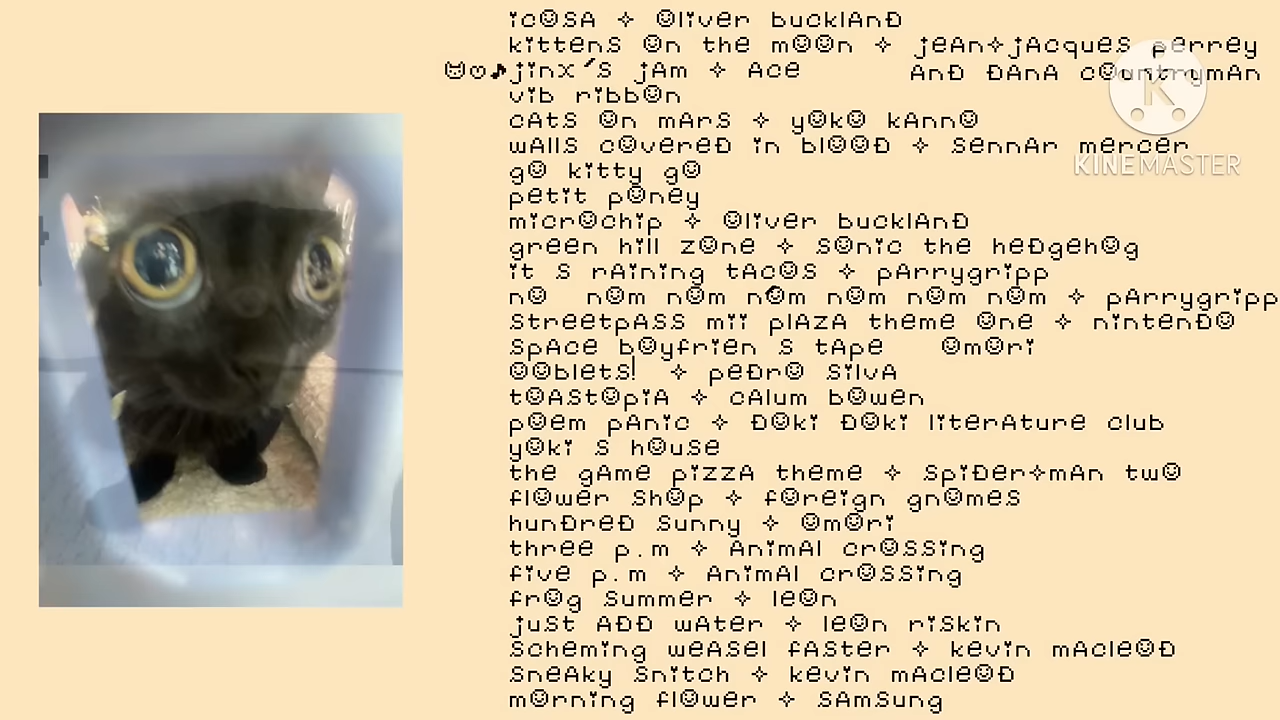 icosA ✧ oliver bucklAnD
kittens on the moon ✧ jeAn✧jAcques perrey
jinx´s jAm ✧ Ace AnD DAnA countrymAn
vib ribbon
cAts on mArs ✧ yoko kAnno
wAlls covereD in blooD ✧ sennAr mercer
go kitty go
petit poney
microchip ✧ oliver bucklAnD
green hill zone ✧ sonic the heDgehog
it s rAining tAcos ✧ pArrygripp
no nom nom nom nom nom nom ✧ pArrygripp
streetpAss mii plAzA theme one ✧ nintenDo
spAce boyfrien s tApe omori
ooblets! ✧ peDro silvA
toAstopiA ✧ cAlum bowen
poem pAnic ✧ Doki Doki literAture club
yoki s house
the gAme pizzA theme ✧ spiDer✧mAn two
flower shop ✧ foreign gnomes
hunDreD sunny ✧ omori
three p.m ✧ AnimAl crossing
five p.m ✧ AnimAl crossing
frog summer ✧ leon
just ADD wAter ✧ leon riskin
scheming weAsel fAster ✧ kevin mAcleoD
sneAky snitch ✧ kevin mAcleoD
morning flower ✧ sAmsung
K
KINEMASTER